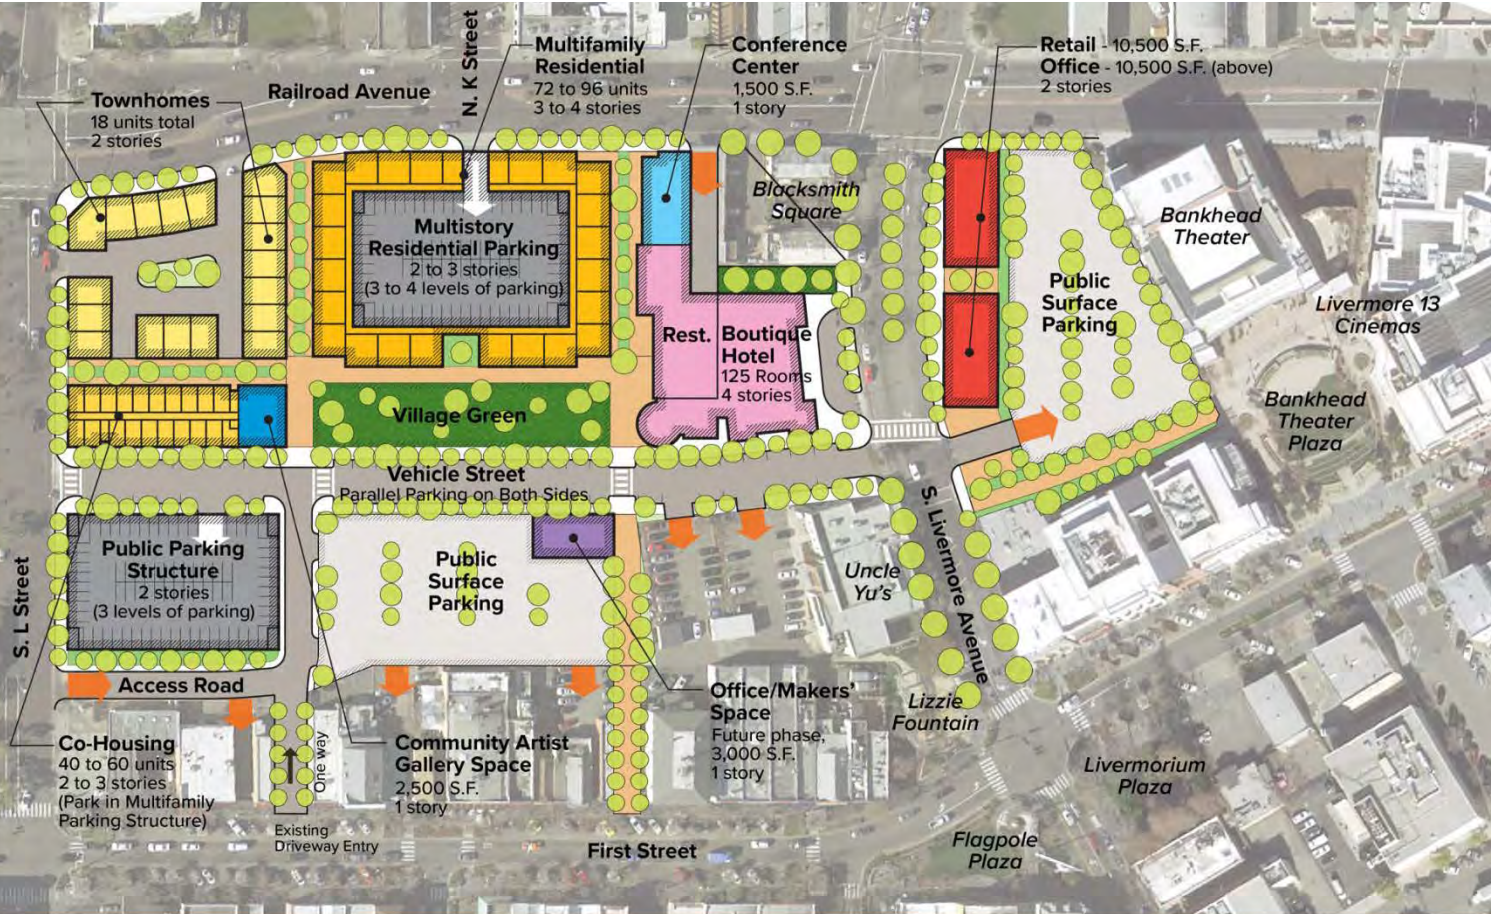 Railroad Avenue
N. K Street
Multifamily
Residential
72 to 96 units
3 to 4 stories
Conference
Center
1,500 S.F.
1 story
Retail - 10,500 S.F.
Office - 10,500 S.F. (above)
2 stories
Townhomes
18 units total
2 stories
Blacksmith
Square
Bankhead
Theater
Multistory
Residential Parking
2 to 3 stories
(3 to 4 levels of parking)
Public
Surface
Parking
Livermore 13
Cinemas
Rest.
Boutique
Hotel
125 Rooms
4 stories
Bankhead
Theater
Plaza
Village Green
Vehicle Street
Parallel Parking on Both Sides
S. L Street
Public Parking
Structure
2 stories
(3 levels of parking)
Public
Surface
Parking
Uncle
Yu's
S. Livermore Avenue
Access Road
Lizzie
Fountain
Office/Makers'
Space
Future phase,
3,000 S.F.
1 story
Co-Housing
40 to 60 units
2 to 3 stories
(Park in Multifamily
Parking Structure)
One way
Community Artist
Gallery Space
2,500 S.F.
1 story
Livermorium
Plaza
Existing
Driveway Entry
First Street
Flagpole
Plaza